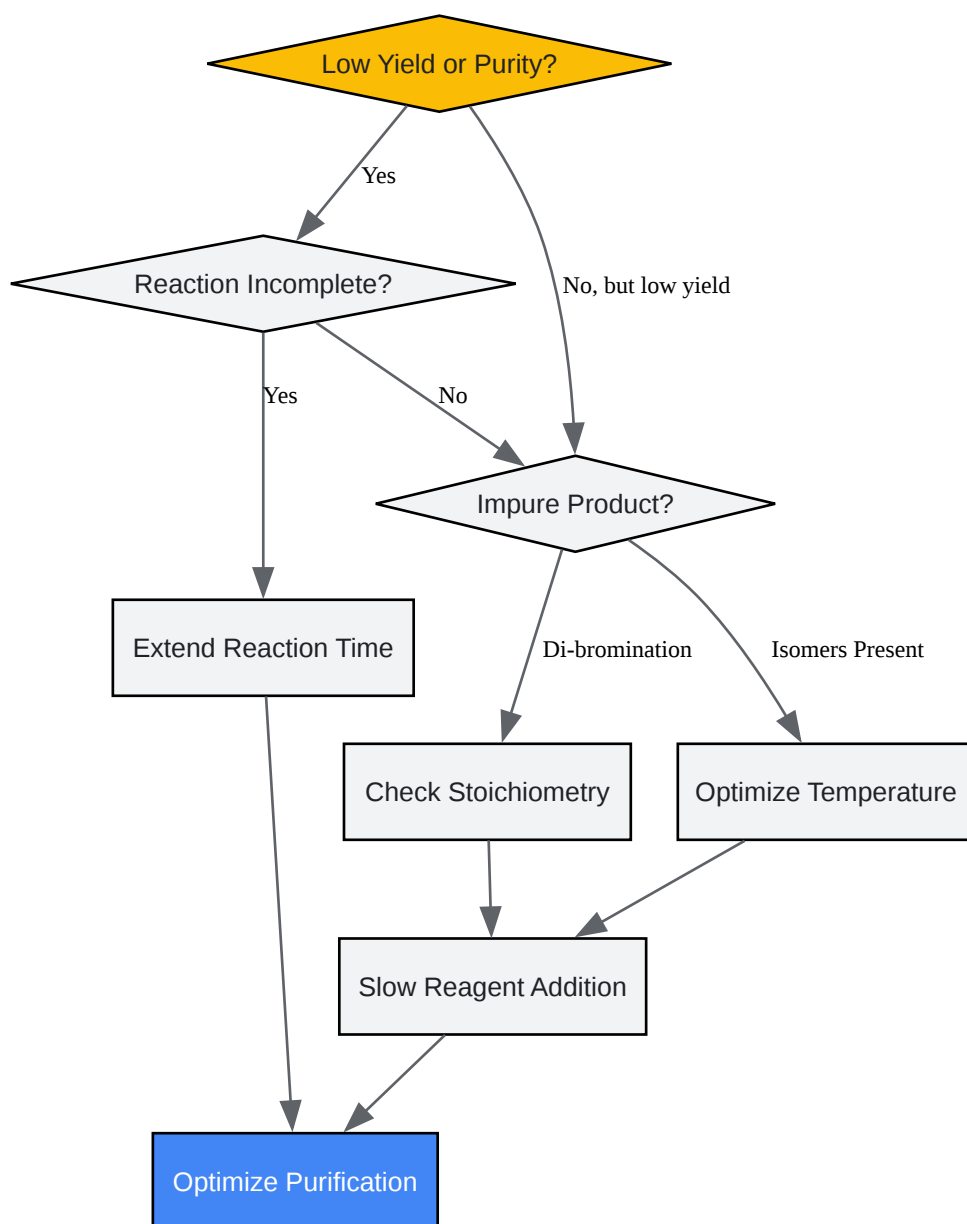 Low Yield or Purity?
Yes
Reaction Incomplete?
No, but low yield
Yes
No
Impure Product?
Extend Reaction Time
Di-bromination
Isomers Present
Check Stoichiometry
Optimize Temperature
Slow Reagent Addition
Optimize Purification